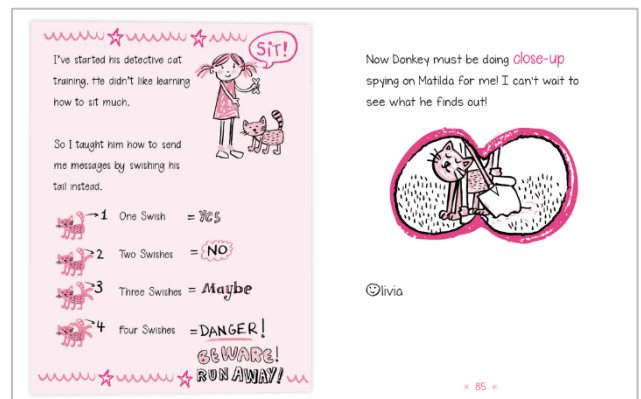 SIT!
I've started his detective cat
training. He didn't like learning
how to sit much.
So I taught him how to send
me messages by swishing his
tail instead.
1 One Swish = Yes
2 Two Swishes = NO
3 Three Swishes = Maybe
4 Four Swishes = DANGER!
BEWARE!
RUN AWAY!
Now Donkey must be doing close-up
spying on Matilda for me! I can't wait to
see what he finds out!
Olivia
85